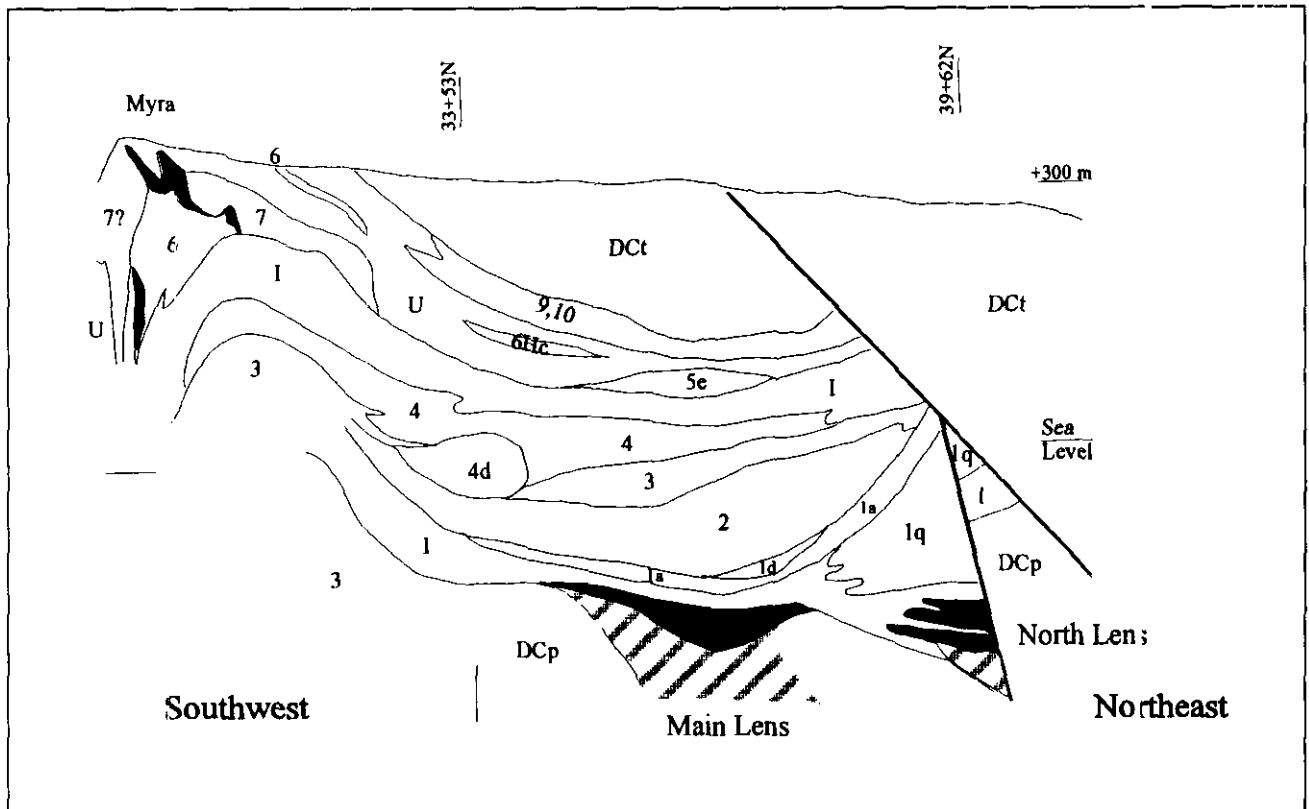 33+53N
39+62N
Myra
6
+300 m
7?
6
7
DCt
DCt
I
U
9,10
U
6Hc
3
5e
I
4
4
Sea
Level
4d
3
1q
1
1a
2
1q
1
a
1d
DCp
3
DCp
North Lens
Southwest
Main Lens
Northeast